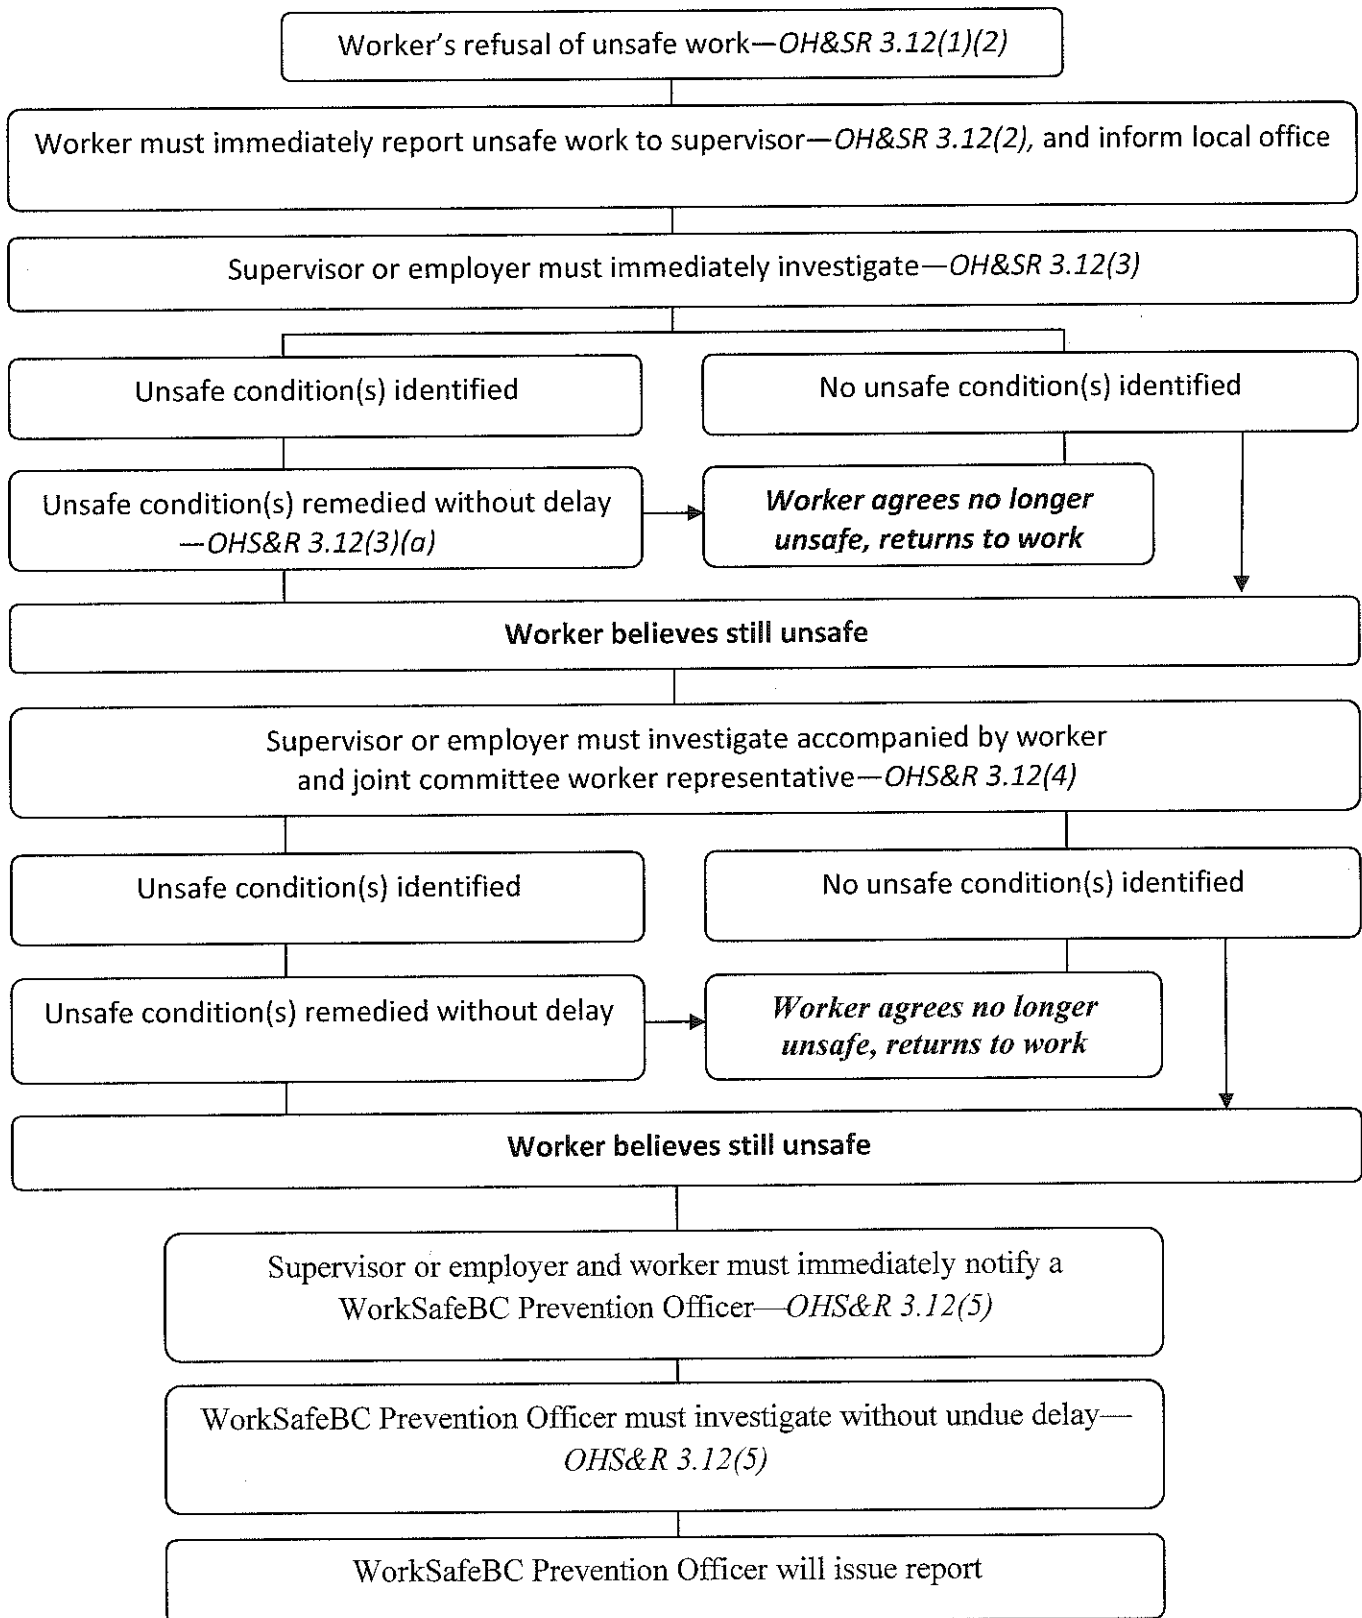 Worker's refusal of unsafe work—OH&SR 3.12(1)(2)
Worker must immediately report unsafe work to supervisor—OH&SR 3.12(2), and inform local office
Supervisor or employer must immediately investigate—OH&SR 3.12(3)
Unsafe condition(s) identified
No unsafe condition(s) identified
Unsafe condition(s) remedied without delay
—OHS&R 3.12(3)(a)
Worker agrees no longer
unsafe, returns to work
Worker believes still unsafe
Supervisor or employer must investigate accompanied by worker
and joint committee worker representative—OHS&R 3.12(4)
Unsafe condition(s) identified
No unsafe condition(s) identified
Unsafe condition(s) remedied without delay
Worker agrees no longer
unsafe, returns to work
Worker believes still unsafe
Supervisor or employer and worker must immediately notify a
WorkSafeBC Prevention Officer—OHS&R 3.12(5)
WorkSafeBC Prevention Officer must investigate without undue delay—
OHS&R 3.12(5)
WorkSafeBC Prevention Officer will issue report